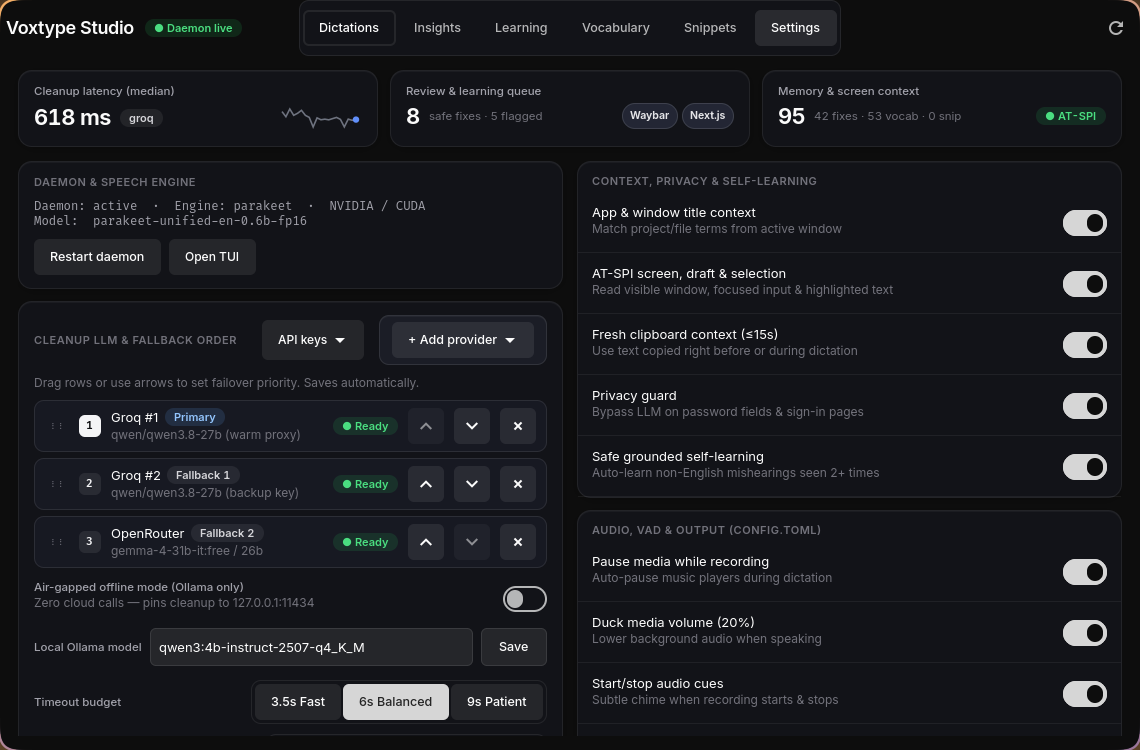 Voxtype Studio
Daemon live
Dictations
Insights
Learning
Vocabulary
Snippets
Settings
Cleanup latency (median)
618 ms groq
Review & learning queue
8 safe fixes · 5 flagged
Waybar
Next.js
Memory & screen context
95 42 fixes · 53 vocab · 0 snip
AT-SPI
DAEMON & SPEECH ENGINE
Daemon: active · Engine: parakeet · NVIDIA / CUDA
Model: parakeet-unified-en-0.6b-fp16
Restart daemon
Open TUI
CLEANUP LLM & FALLBACK ORDER
API keys
+ Add provider
Drag rows or use arrows to set failover priority. Saves automatically.
1
Groq #1 Primary
qwen/qwen3.8-27b (warm proxy)
Ready
2
Groq #2 Fallback 1
qwen/qwen3.8-27b (backup key)
Ready
3
OpenRouter Fallback 2
gemma-4-31b-it:free / 26b
Ready
Air-gapped offline mode (Ollama only)
Zero cloud calls — pins cleanup to 127.0.0.1:11434
Local Ollama model
qwen3:4b-instruct-2507-q4_K_M
Save
Timeout budget
3.5s Fast
6s Balanced
9s Patient
CONTEXT, PRIVACY & SELF-LEARNING
App & window title context
Match project/file terms from active window
AT-SPI screen, draft & selection
Read visible window, focused input & highlighted text
Fresh clipboard context (≤15s)
Use text copied right before or during dictation
Privacy guard
Bypass LLM on password fields & sign-in pages
Safe grounded self-learning
Auto-learn non-English mishearings seen 2+ times
AUDIO, VAD & OUTPUT (CONFIG.TOML)
Pause media while recording
Auto-pause music players during dictation
Duck media volume (20%)
Lower background audio when speaking
Start/stop audio cues
Subtle chime when recording starts & stops